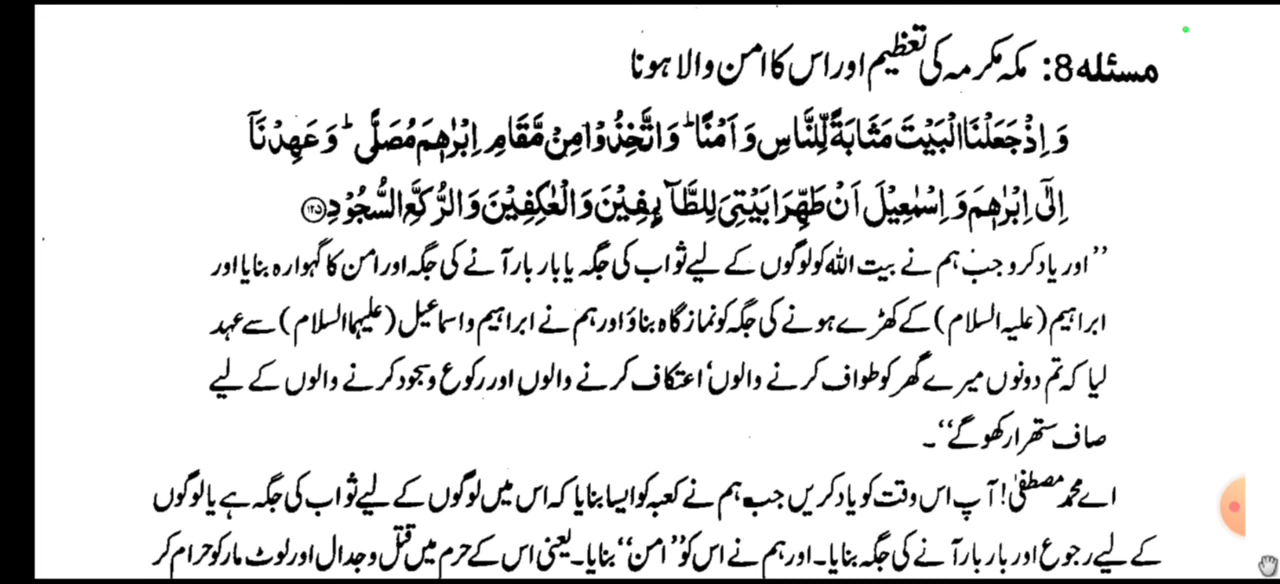 مسئلہ 8: مکہ مکرمہ کی تعظیم اور اس کا امن والا ہونا
وَ اِذْ جَعَلْنَا الْبَيْتَ مَثَابَةً لِّلنَّاسِ وَ اَمْنًا ؕ وَ اتَّخِذُوْا مِنْ مَّقَامِ اِبْرٰهٖمَ مُصَلًّی ؕ وَ عَهِدْنَاۤ
اِلٰۤی اِبْرٰهٖمَ وَ اِسْمٰعِيْلَ اَنْ طَهِّرَا بَيْتِیَ لِلطَّآىِٕفِيْنَ وَ الْعٰكِفِيْنَ وَ الرُّكَّعِ السُّجُوْدِ ۝۱۲۵
’’اور یاد کرو جب ہم نے بیت اللہ کو لوگوں کے لیے ثواب کی جگہ یا بار بار آنے کی جگہ اور امن کا گہوارہ بنایا اور
ابراہیم (علیہ السلام) کے کھڑے ہونے کی جگہ کو نماز گاہ بناؤ اور ہم نے ابراہیم و اسماعیل (علیہما السلام) سے عہد
لیا کہ تم دونوں میرے گھر کو طواف کرنے والوں‘ اعتکاف کرنے والوں اور رکوع و سجود کرنے والوں کے لیے
صاف ستھرا رکھو گے‘‘۔
اے محمد مصطفیٰ! آپ اس وقت کو یاد کریں جب ہم نے کعبہ کو ایسا بنایا کہ اس میں لوگوں کے لیے ثواب کی جگہ ہے یا لوگوں
کے لیے رجوع اور بار بار آنے کی جگہ بنایا۔ اور ہم نے اس کو ’’امن‘‘ بنایا۔ یعنی اس کے حرم میں قتل و جدال اور لوٹ مار کو حرام کر